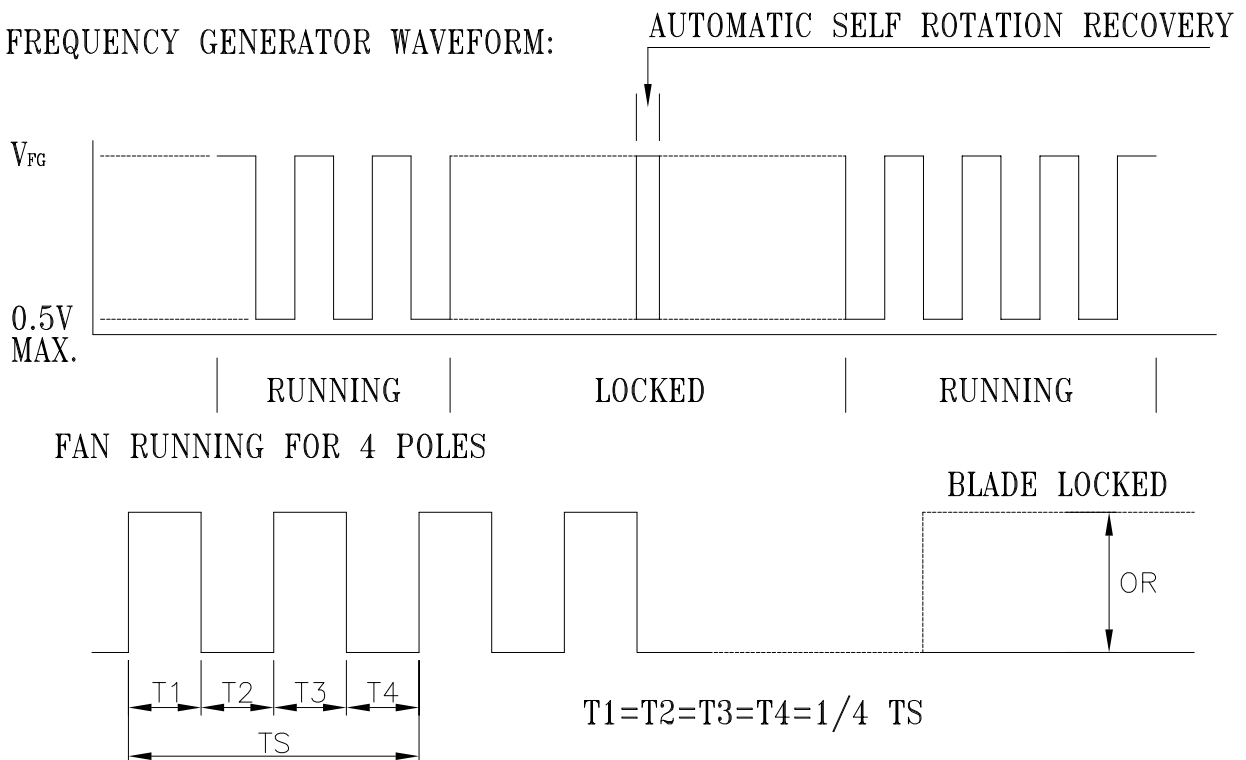 AUTOMATIC SELF ROTATION RECOVERY
FREQUENCY GENERATOR WAVEFORM:
VFG
0.5V
MAX.
RUNNING
LOCKED
RUNNING
FAN RUNNING FOR 4 POLES
BLADE LOCKED
OR
T1
T2
T3
T4
TS
T1=T2=T3=T4=1/4 TS